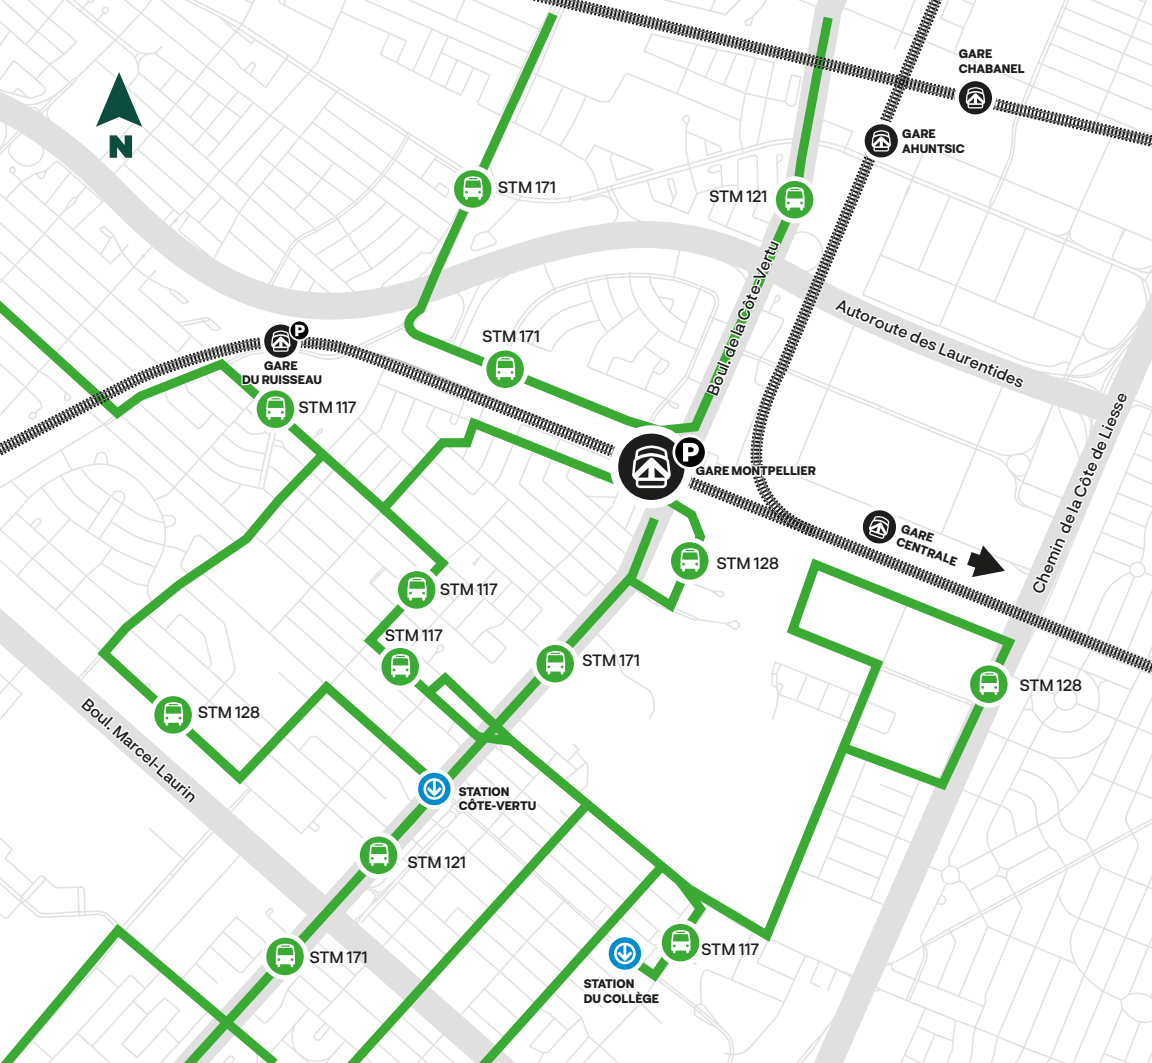 GARE
CHABANEL
N
GARE
AHUNTSIC
STM 171
STM 121
Boul. de la Côte-Vertu
Autoroute des Laurentides
P
GARE
DU RUISSEAU
STM 171
STM 117
Chemin de la Côte de Liesse
P
GARE MONTPELLIER
GARE
CENTRALE
STM 128
STM 117
STM 117
STM 171
STM 128
STM 128
Boul. Marcel-Laurin
STATION
CÔTE-VERTU
STM 121
STM 171
STM 117
STATION
DU COLLÈGE